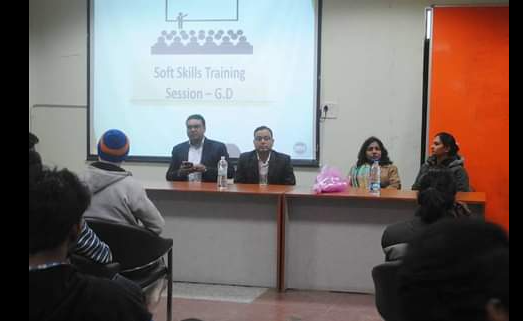 Soft Skills Training
Session – G.D